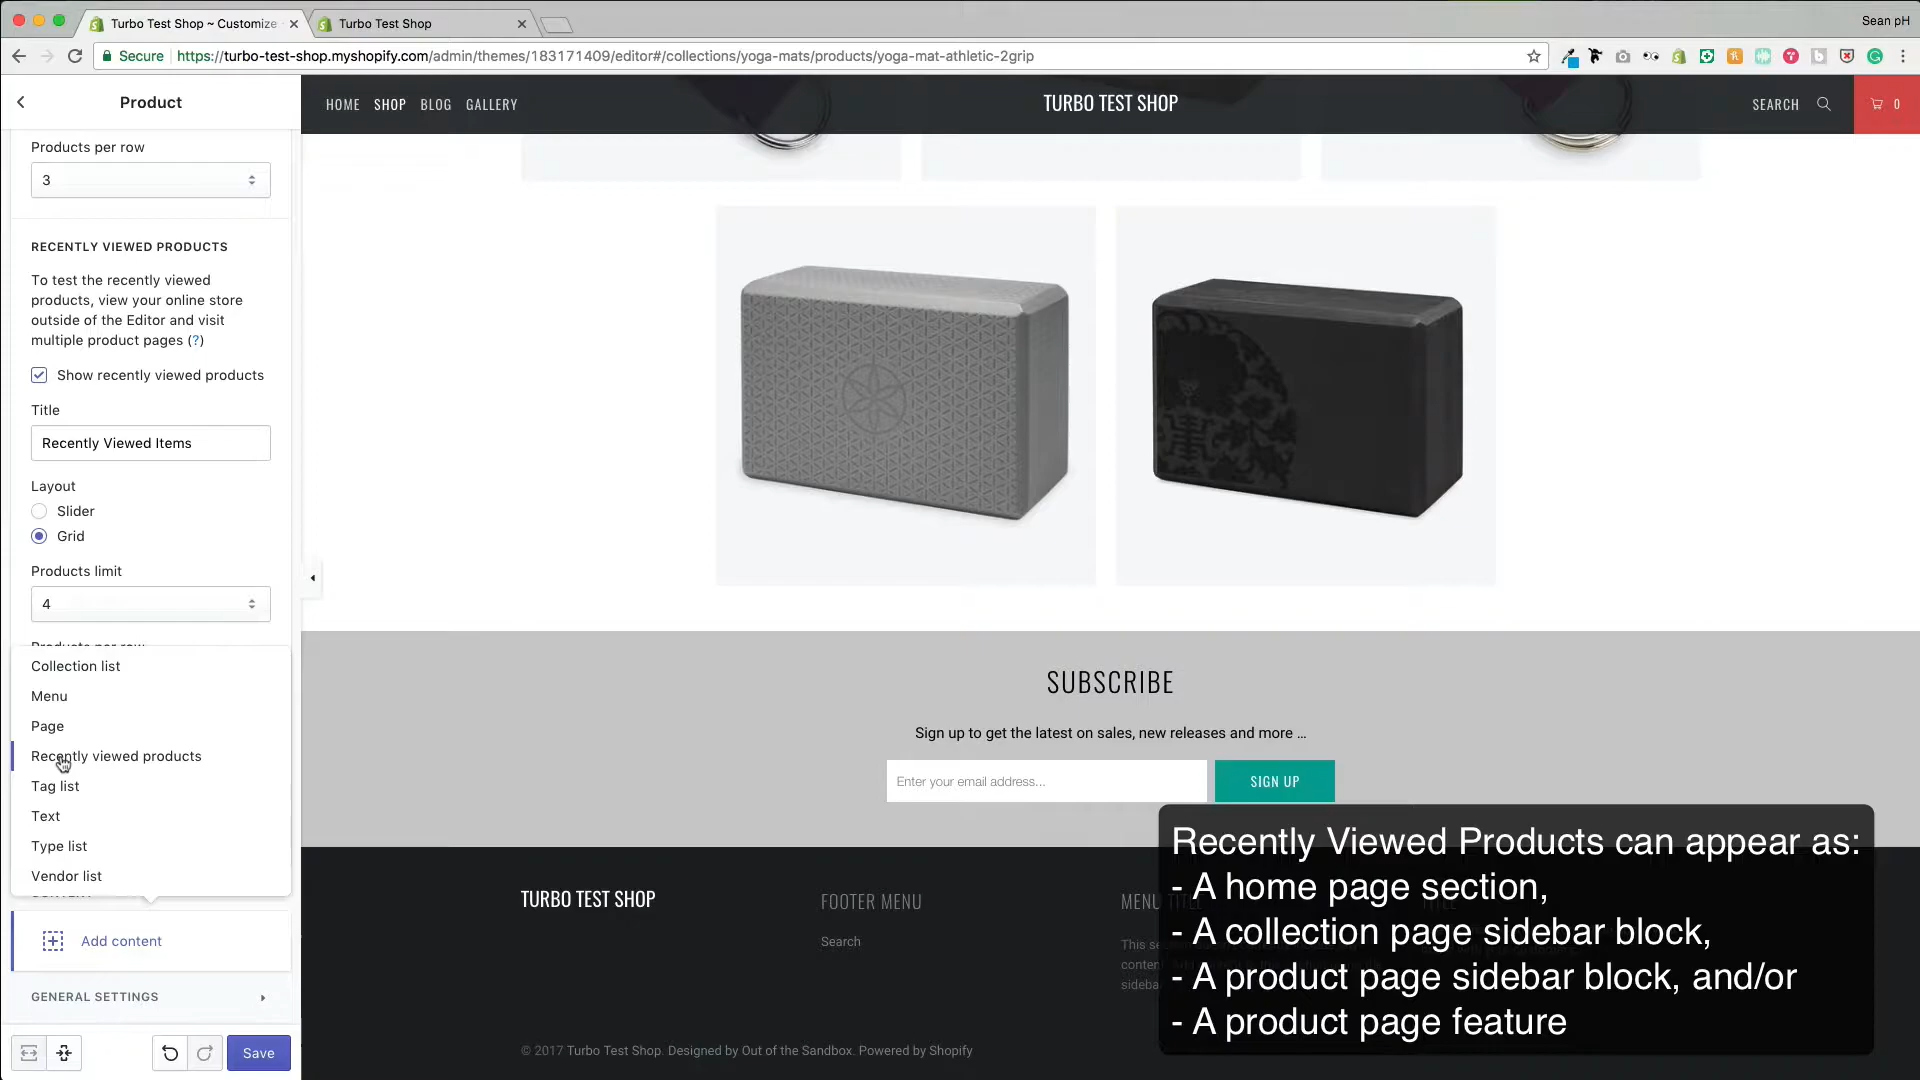 Turbo Test Shop ~ Customize
Turbo Test Shop
Sean pH
Secure
https://turbo-test-shop.myshopify.com/admin/themes/183171409/editor#/collections/yoga-mats/products/yoga-mat-athletic-2grip
Product
HOME SHOP BLOG GALLERY
TURBO TEST SHOP
SEARCH
0
Products per row
3
RECENTLY VIEWED PRODUCTS
To test the recently viewed
products, view your online store
outside of the Editor and visit
multiple product pages (?)
Show recently viewed products
Title
Recently Viewed Items
Layout
Slider
Grid
Products limit
4
Products per row
Collection list
Menu
Page
Recently viewed products
Tag list
Text
Type list
Vendor list
Add content
GENERAL SETTINGS
Save
SUBSCRIBE
Sign up to get the latest on sales, new releases and more ...
Enter your email address...
SIGN UP
TURBO TEST SHOP
FOOTER MENU
Search
MENU
This
content
sideba
© 2017 Turbo Test Shop. Designed by Out of the Sandbox. Powered by Shopify
Recently Viewed Products can appear as:
- A home page section,
- A collection page sidebar block,
- A product page sidebar block, and/or
- A product page feature